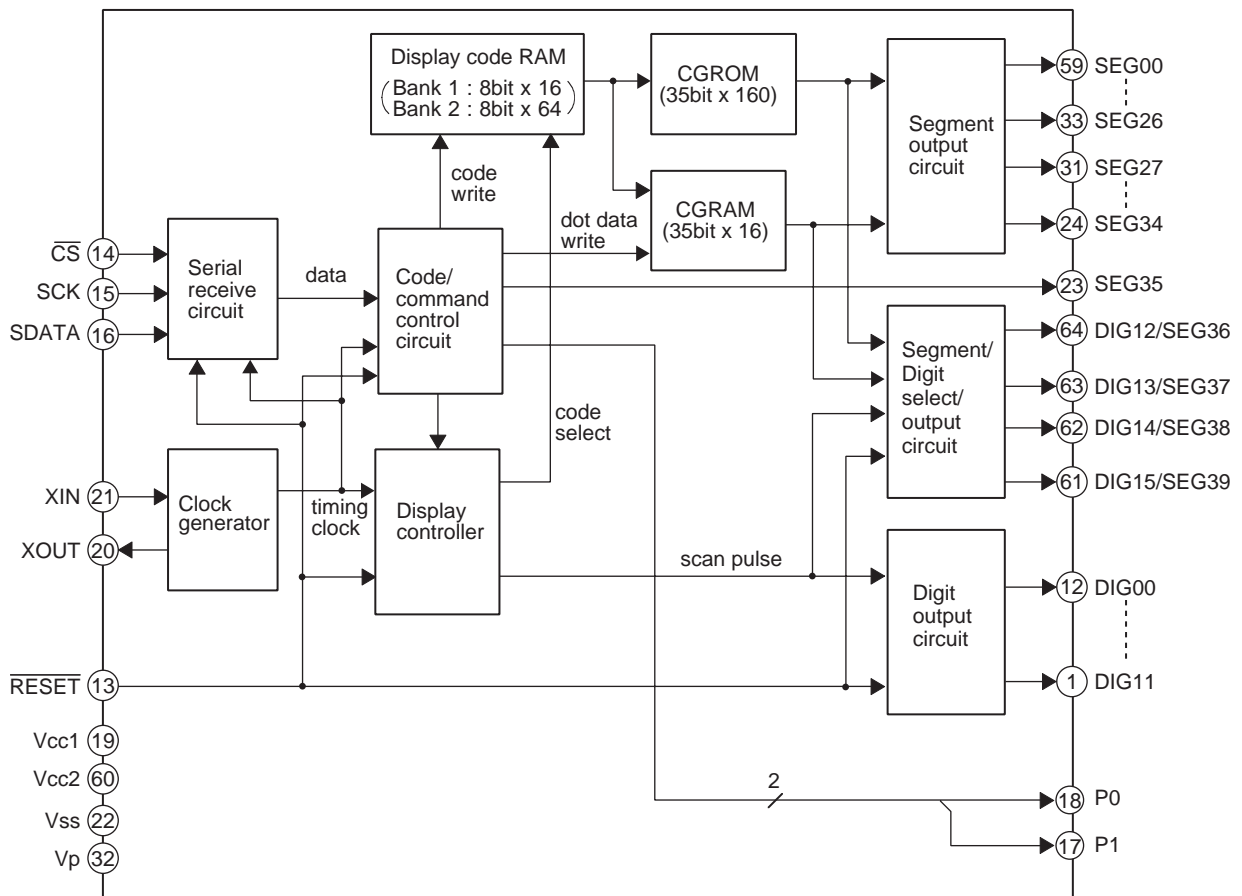 Display code RAM
(Bank 1 : 8bit x 16
Bank 2 : 8bit x 64)
CGROM
(35bit x 160)
Segment
output
circuit
59 SEG00
33 SEG26
31 SEG27
24 SEG34
code
write
CGRAM
(35bit x 16)
dot data
write
CS 14
SCK 15
SDATA 16
Serial
receive
circuit
data
Code/
command
control
circuit
23 SEG35
Segment/
Digit
select/
output
circuit
64 DIG12/SEG36
63 DIG13/SEG37
62 DIG14/SEG38
61 DIG15/SEG39
code
select
XIN 21
XOUT 20
Clock
generator
timing
clock
Display
controller
scan pulse
Digit
output
circuit
12 DIG00
1 DIG11
RESET 13
Vcc1 19
Vcc2 60
Vss 22
Vp 32
2
18 P0
17 P1